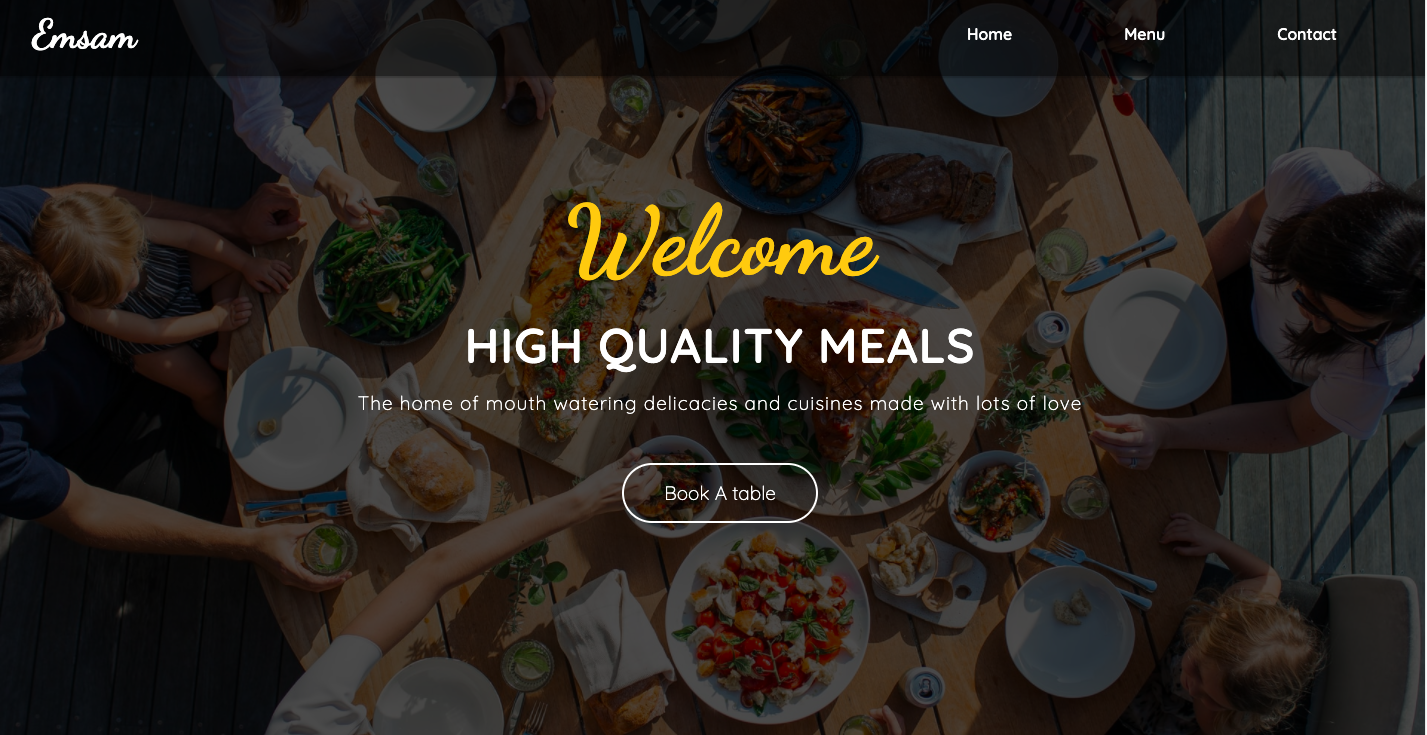 Emsam
Home Menu Contact
Welcome
HIGH QUALITY MEALS
The home of mouth watering delicacies and cuisines made with lots of love
Book A table